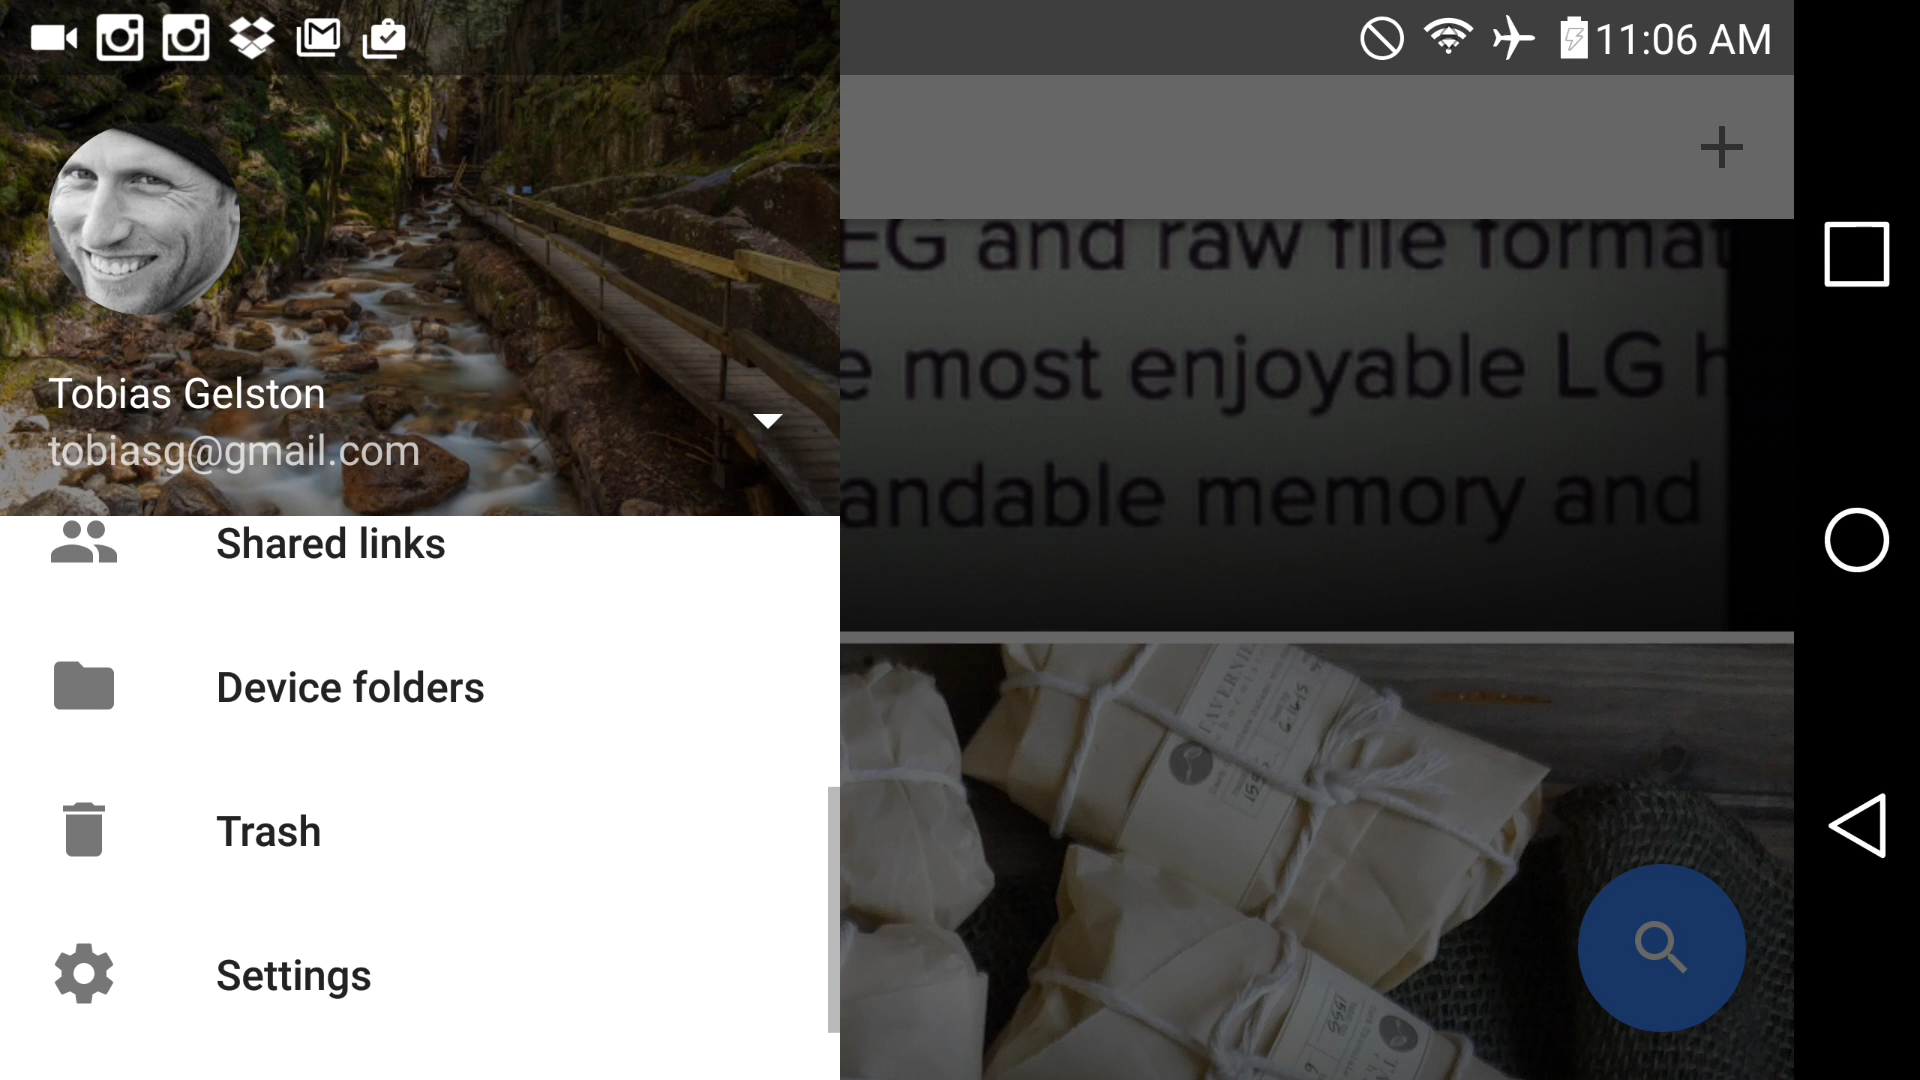 11:06 AM
Tobias Gelston
tobiasg@gmail.com
Shared links
Device folders
Trash
Settings
EG and raw file format
e most enjoyable LG h
andable memory and
TAVERNIE